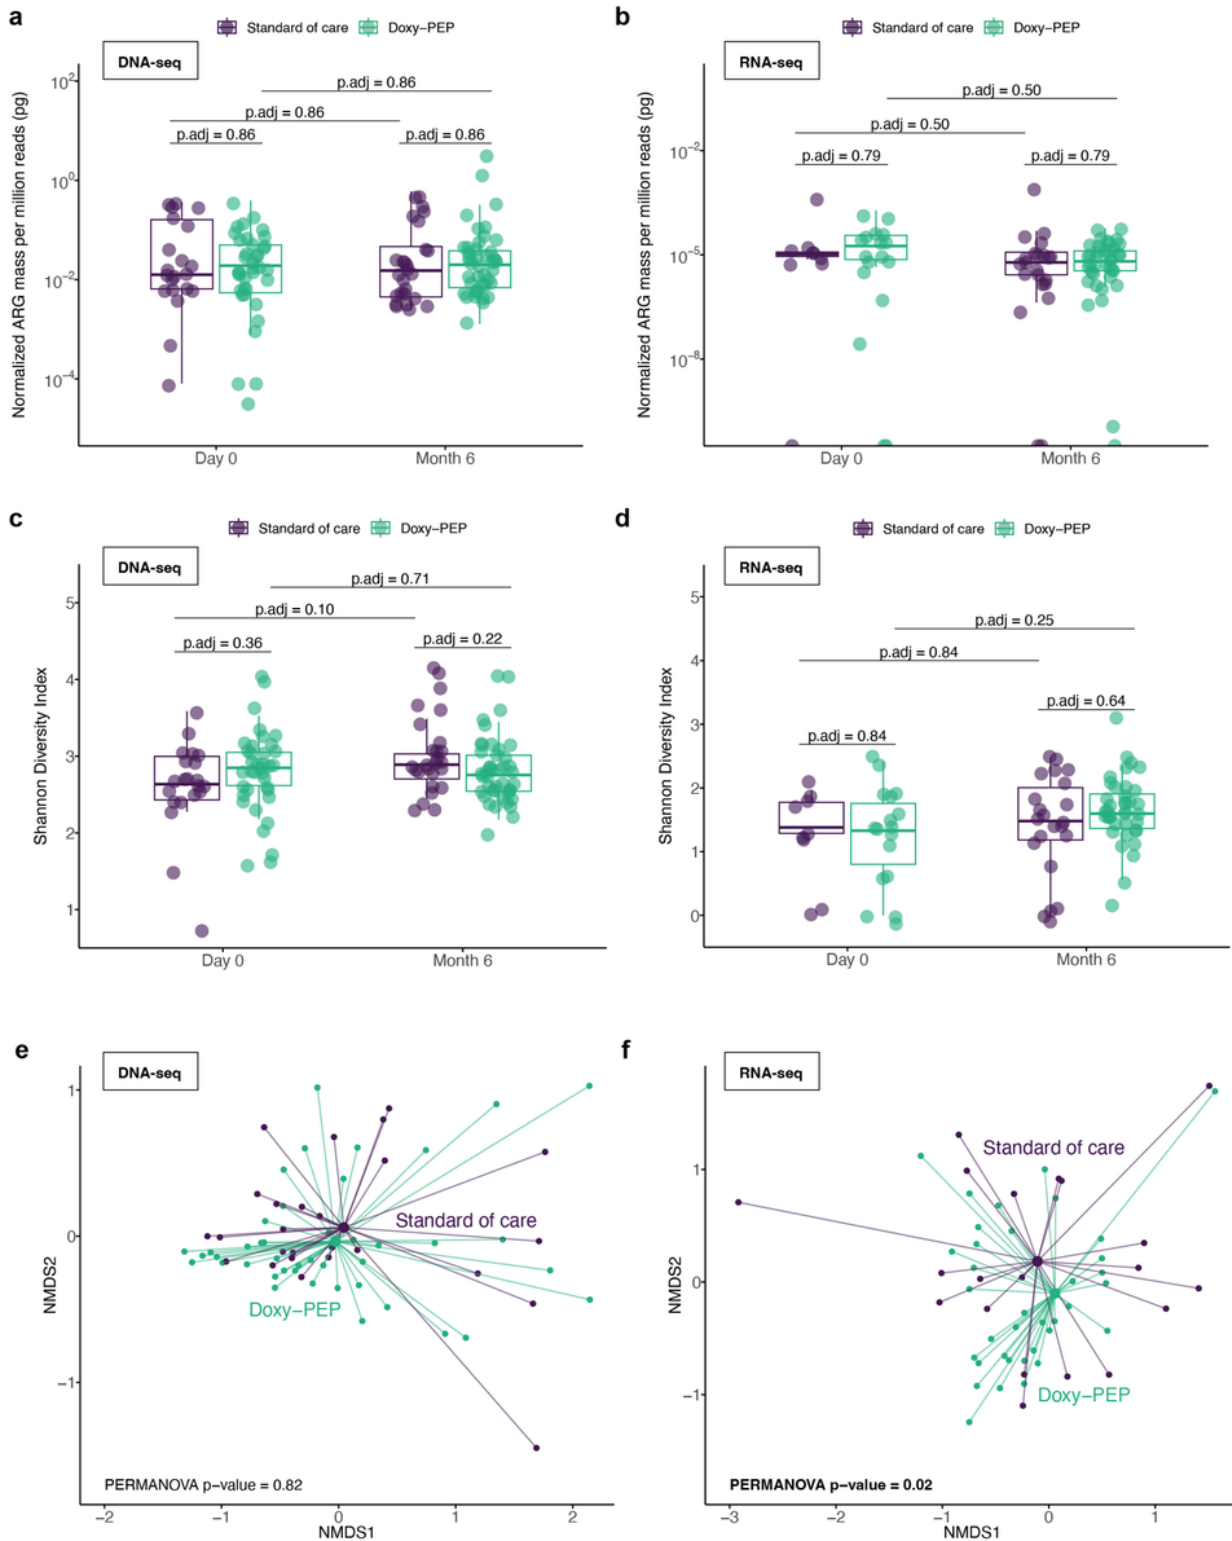 a
Standard of care Doxy-PEP
DNA-seq
Normalized ARG mass per million reads (pg)
10²
10⁰
10⁻²
10⁻⁴
p.adj = 0.86
p.adj = 0.86
p.adj = 0.86
p.adj = 0.86
Day 0
Month 6
b
Standard of care Doxy-PEP
RNA-seq
Normalized ARG mass per million reads (pg)
10⁻²
10⁻⁵
10⁻⁸
p.adj = 0.50
p.adj = 0.50
p.adj = 0.79
p.adj = 0.79
Day 0
Month 6
c
Standard of care Doxy-PEP
DNA-seq
Shannon Diversity Index
5
4
3
2
1
p.adj = 0.71
p.adj = 0.10
p.adj = 0.36
p.adj = 0.22
Day 0
Month 6
d
Standard of care Doxy-PEP
RNA-seq
Shannon Diversity Index
5
4
3
2
1
0
p.adj = 0.25
p.adj = 0.84
p.adj = 0.64
p.adj = 0.84
Day 0
Month 6
e
DNA-seq
NMDS2
1
0
−1
Standard of care
Doxy-PEP
PERMANOVA p-value = 0.82
−2
−1
0
1
2
NMDS1
f
RNA-seq
NMDS2
1
0
−1
Standard of care
Doxy-PEP
PERMANOVA p-value = 0.02
−3
−2
−1
0
1
NMDS1